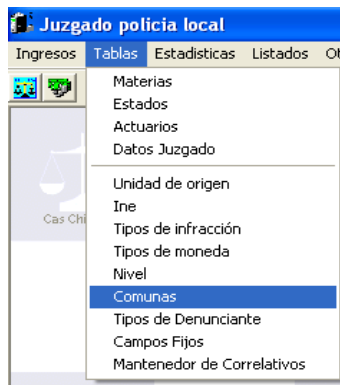 Juzgado policia local
Ingresos Tablas Estadisticas Listados Ot
Materias
Estados
Actuarios
Datos Juzgado
Unidad de origen
Ine
Cas Chi
Tipos de infracción
Tipos de moneda
Nivel
Comunas
Tipos de Denunciante
Campos Fijos
Mantenedor de Correlativos